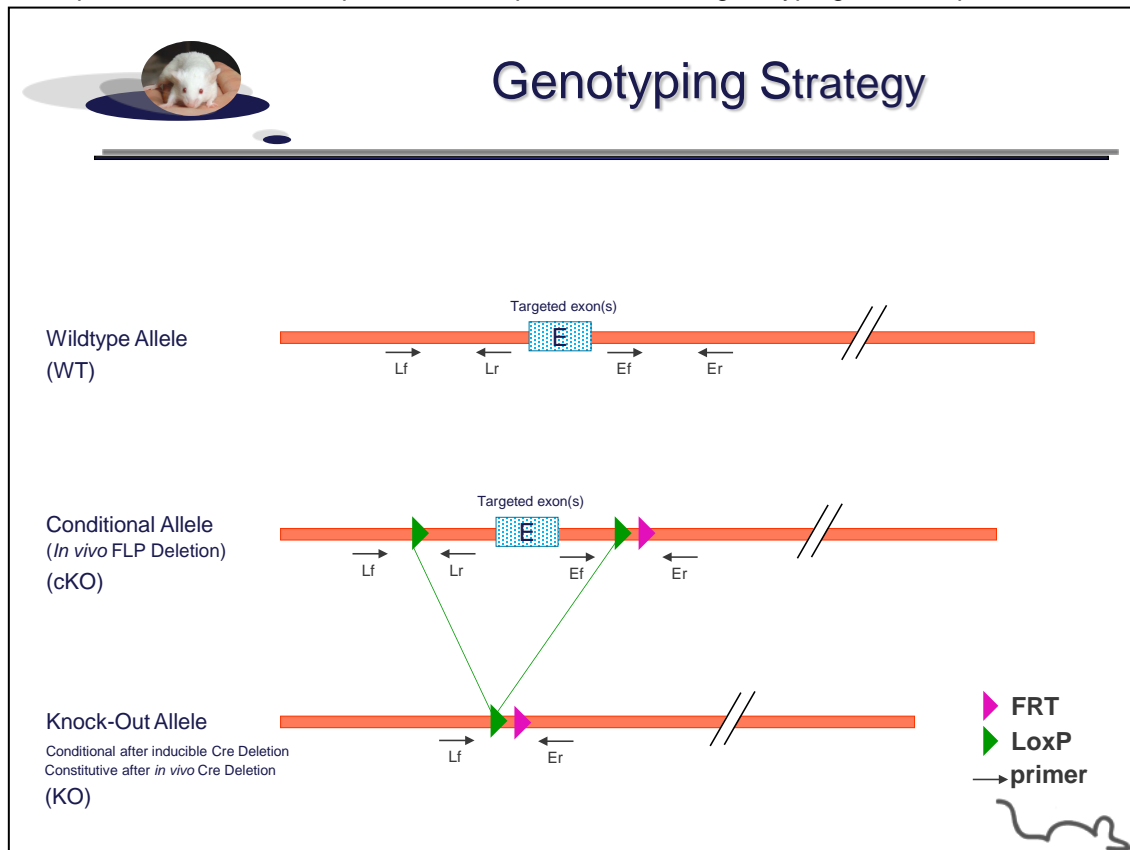 Genotyping Strategy
Targeted exon(s)
Wildtype Allele
(WT)
E
Lf Lr Ef Er
Targeted exon(s)
Conditional Allele
(In vivo FLP Deletion)
(cKO)
E
Lf Lr Ef Er
Knock-Out Allele
Conditional after inducible Cre Deletion
Constitutive after in vivo Cre Deletion
(KO)
Lf Er
FRT
LoxP
primer